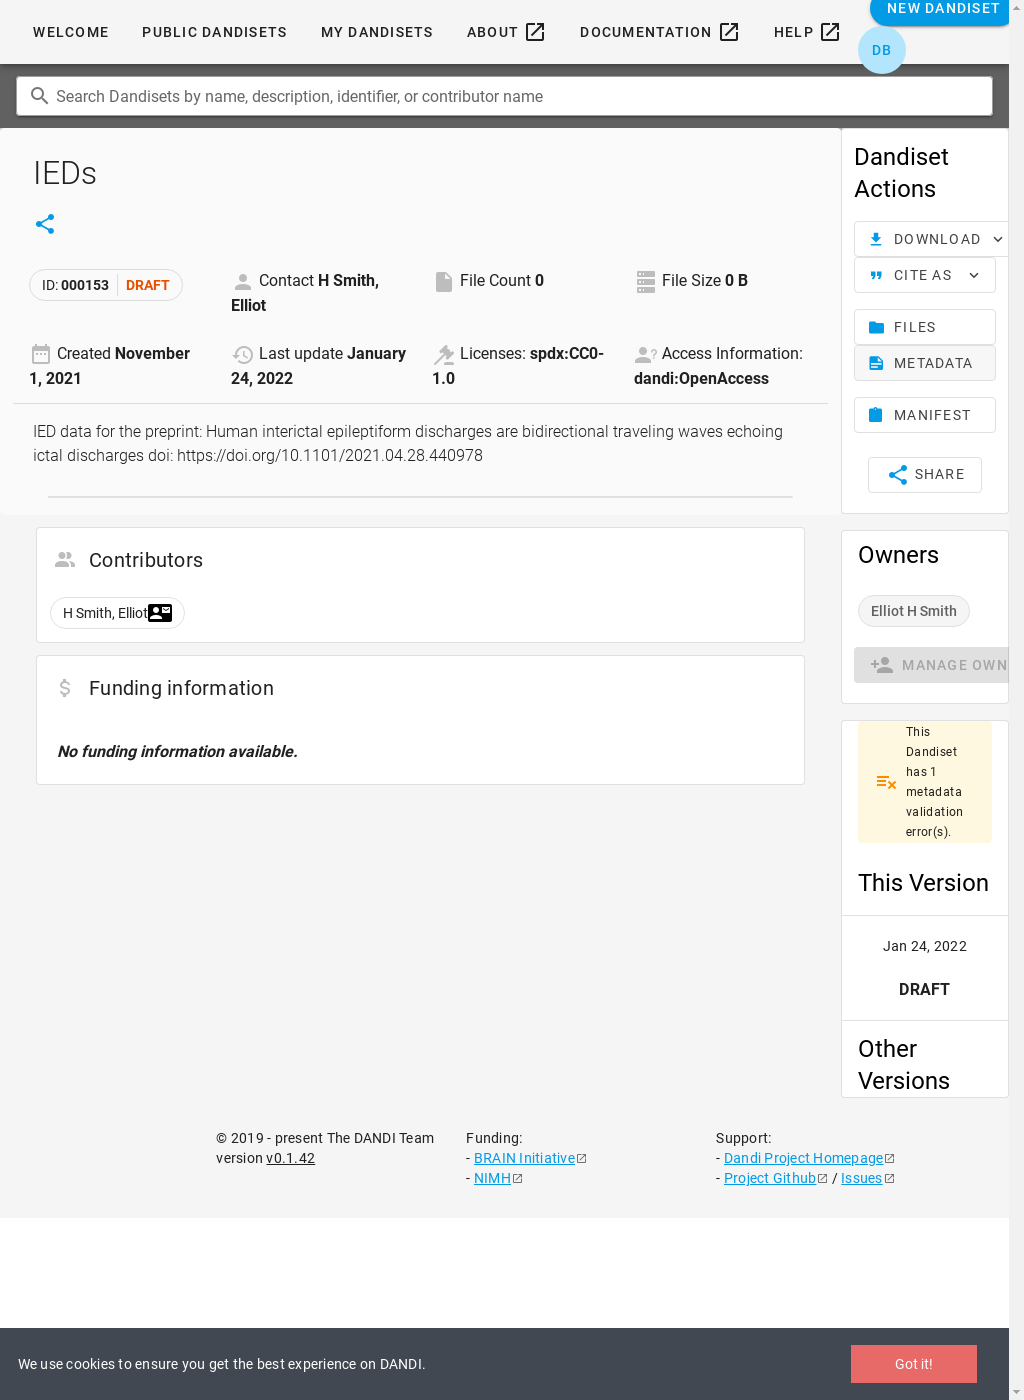 WELCOME
PUBLIC DANDISETS
MY DANDISETS
ABOUT
DOCUMENTATION
HELP
NEW DANDISET
DB
Search Dandisets by name, description, identifier, or contributor name
IEDs
ID: 000153 DRAFT
Contact H Smith,
Elliot
File Count 0
File Size 0 B
Created November
1, 2021
Last update January
24, 2022
Licenses: spdx:CC0-
1.0
Access Information:
dandi:OpenAccess
IED data for the preprint: Human interictal epileptiform discharges are bidirectional traveling waves echoing
ictal discharges doi: https://doi.org/10.1101/2021.04.28.440978
Contributors
H Smith, Elliot
Funding information
No funding information available.
Dandiset
Actions
DOWNLOAD
CITE AS
FILES
METADATA
MANIFEST
SHARE
Owners
Elliot H Smith
MANAGE OWN
This
Dandiset
has 1
metadata
validation
error(s).
This Version
Jan 24, 2022
DRAFT
Other
Versions
© 2019 - present The DANDI Team
version v0.1.42
Funding:
- BRAIN Initiative
- NIMH
Support:
- Dandi Project Homepage
- Project Github / Issues
We use cookies to ensure you get the best experience on DANDI.
Got it!